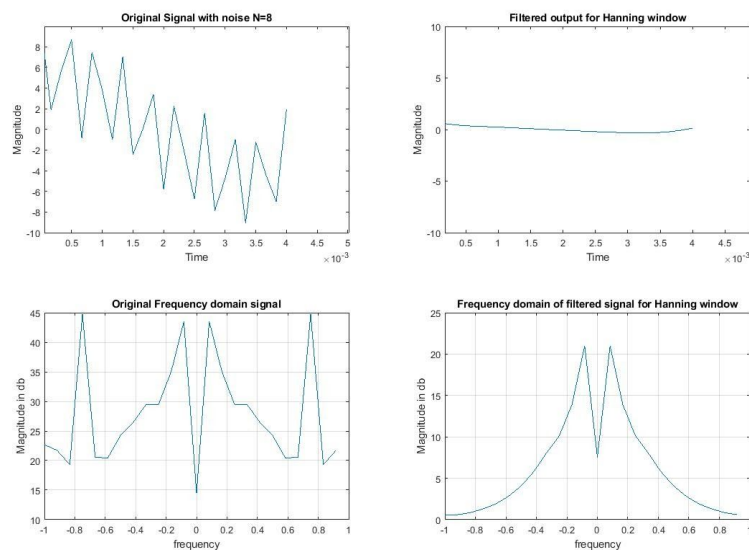 Original Signal with noise N=8
Magnitude
8
6
4
2
0
-2
-4
-6
-8
-10
0.5 1 1.5 2 2.5 3 3.5 4 4.5 5
Time
×10⁻³
Filtered output for Hanning window
Magnitude
10
5
0
-5
-10
0.5 1 1.5 2 2.5 3 3.5 4 4.5
Time
×10⁻³
Original Frequency domain signal
Magnitude in db
45
40
35
30
25
20
15
10
-1 -0.8 -0.6 -0.4 -0.2 0 0.2 0.4 0.6 0.8 1
frequency
Frequency domain of filtered signal for Hanning window
Magnitude in db
25
20
15
10
5
0
-1 -0.8 -0.6 -0.4 -0.2 0 0.2 0.4 0.6 0.8
frequency